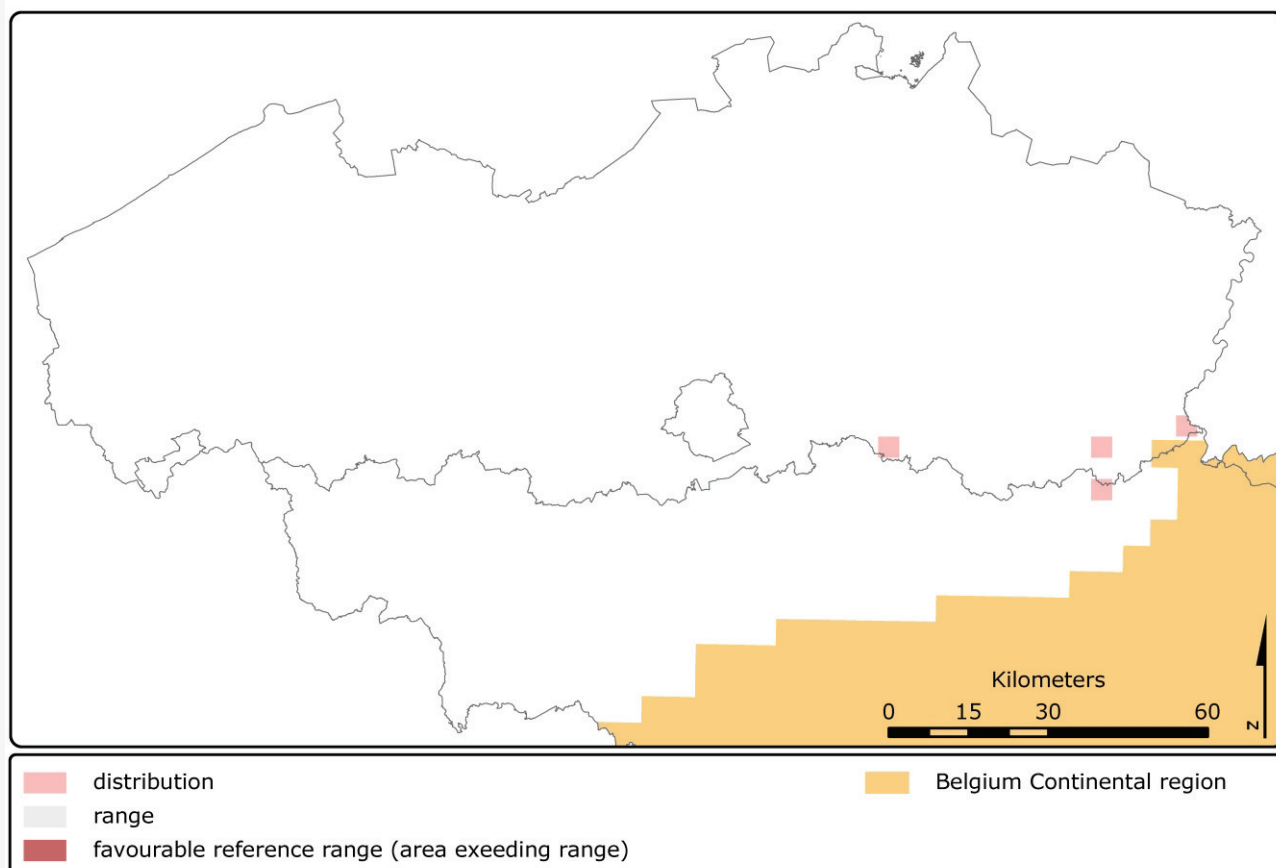 Kilometers
0 15 30 60
N
distribution
Belgium Continental region
range
favourable reference range (area exeeding range)